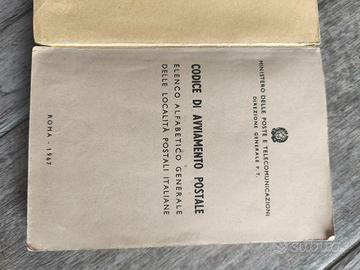 MINISTERO DELLE POSTE E TELECOMUNICAZIONI
DIREZIONE GENERALE P. T.
CODICE DI AVVIAMENTO POSTALE
ELENCO ALFABETICO GENERALE
DELLE LOCALITÀ POSTALI ITALIANE
ROMA - 1967
subito